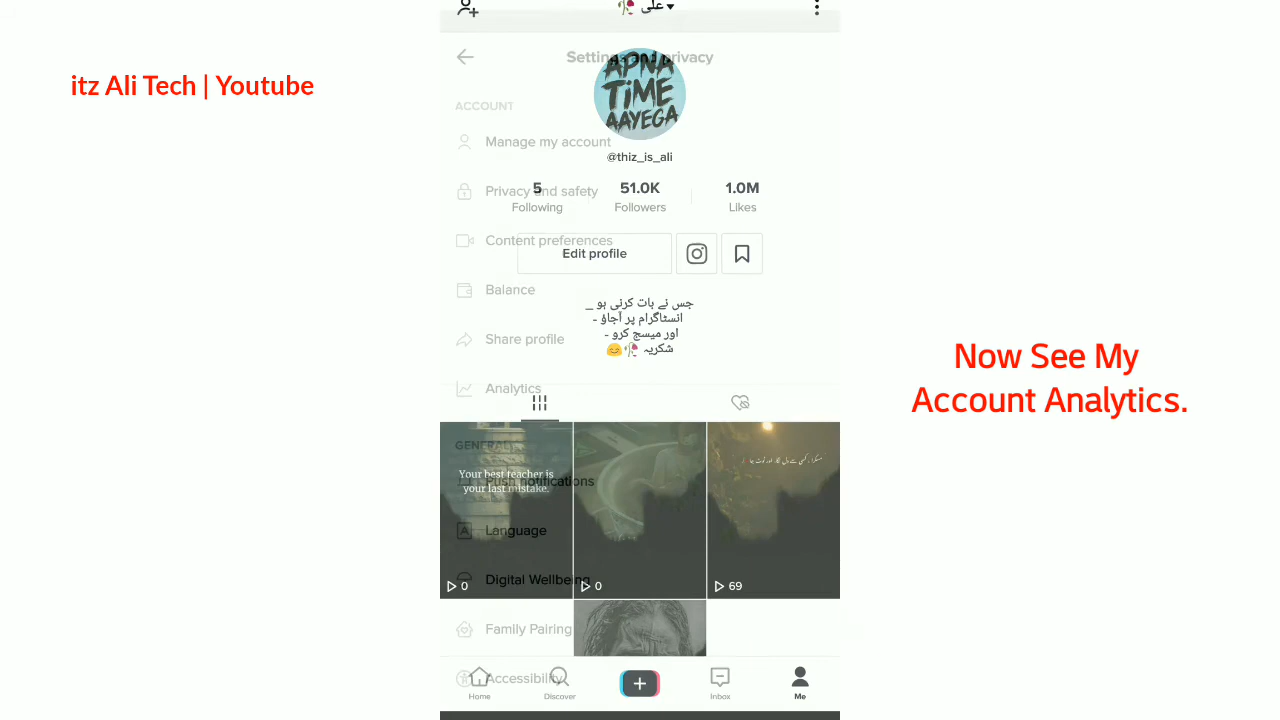 itz Ali Tech | Youtube
علی
Settings and privacy
APNA
TiME
AAYEGA
ACCOUNT
Manage my account
@thiz_is_ali
Privacy and safety
5
51.0K
1.0M
Following
Followers
Likes
Content preferences
Edit profile
Balance
جس نے بات کرنی ہو _
انسٹاگرام پر آجاؤ -
اور میسج کرو -
شکریہ
Share profile
Analytics
Now See My
Account Analytics.
GENERAL
Your best teacher is
your last mistake.
Push notifications
Language
Digital Wellbeing
0
0
69
Family Pairing
Accessibility
Home
Discover
Inbox
Me